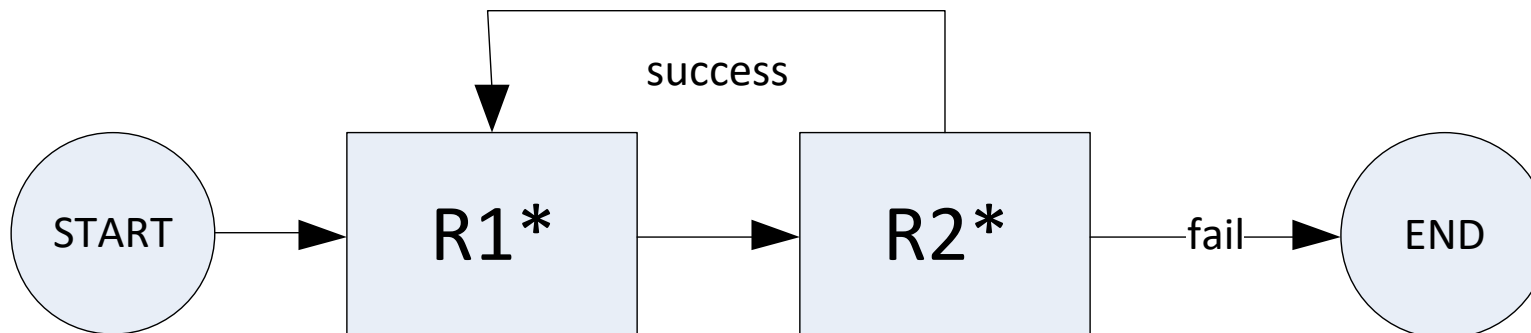 success
START
R1*
R2*
fail
END